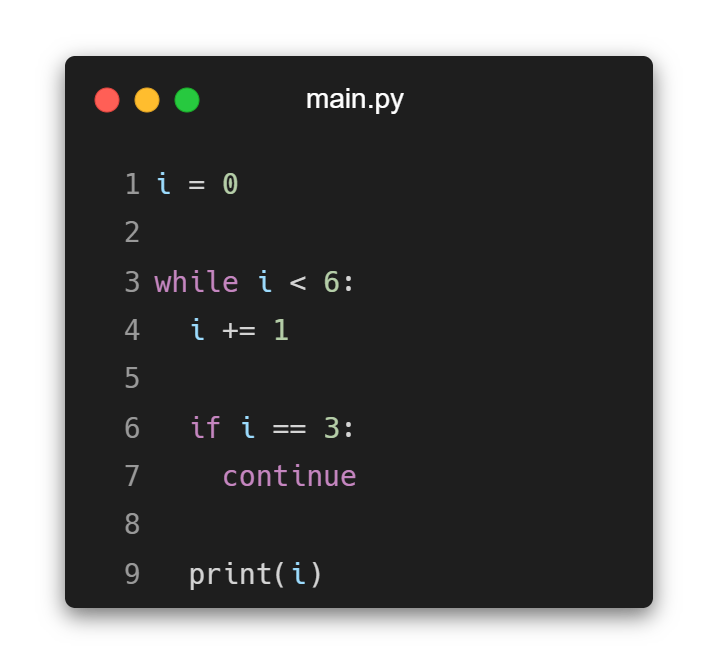 main.py
1 i = 0
2
3 while i < 6:
4   i += 1
5
6   if i == 3:
7     continue
8
9   print(i)